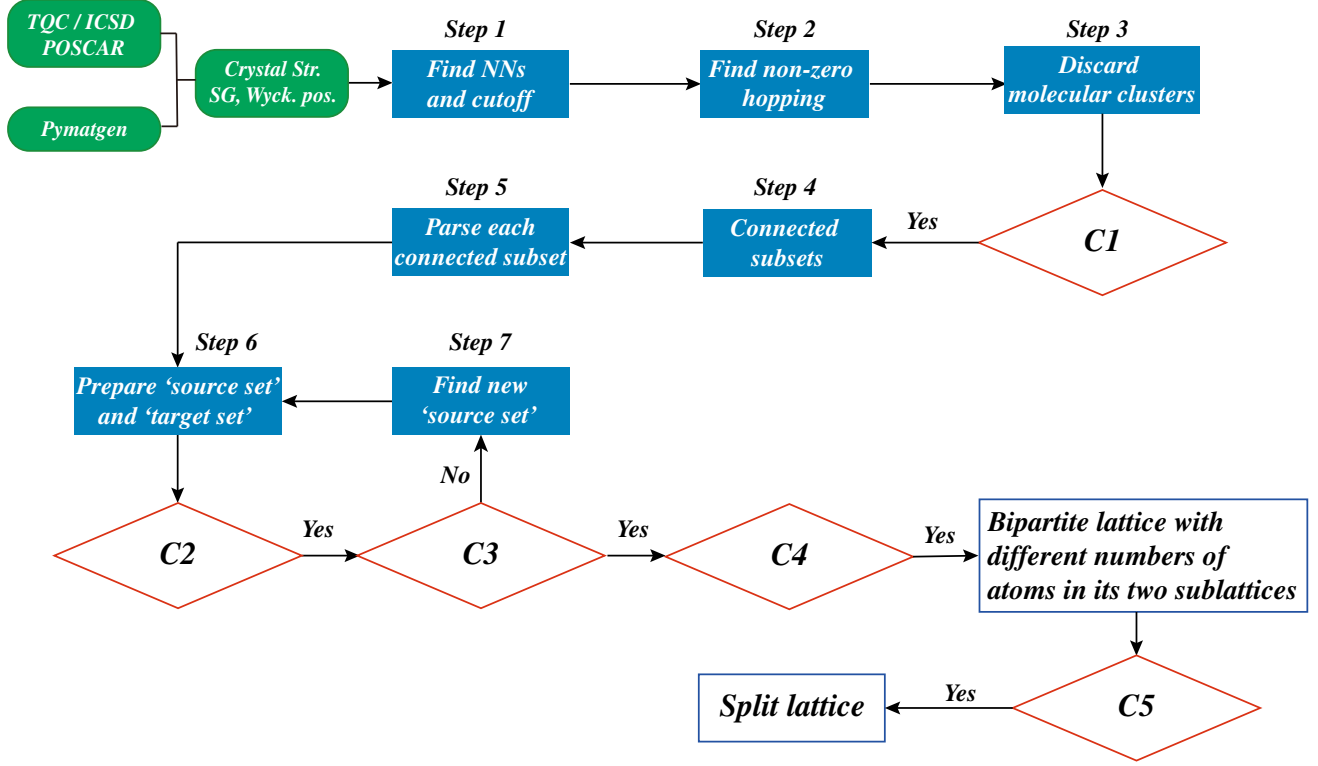 TQC / ICSD
POSCAR
Pymatgen
Crystal Str.
SG, Wyck. pos.
Step 1
Find NNs
and cutoff
Step 2
Find non-zero
hopping
Step 3
Discard
molecular clusters
C1
Yes
Step 4
Connected
subsets
Step 5
Parse each
connected subset
Step 6
Prepare ‘source set’
and ‘target set’
Step 7
Find new
‘source set’
No
C2
Yes
C3
Yes
C4
Yes
Bipartite lattice with
different numbers of
atoms in its two sublattices
C5
Yes
Split lattice